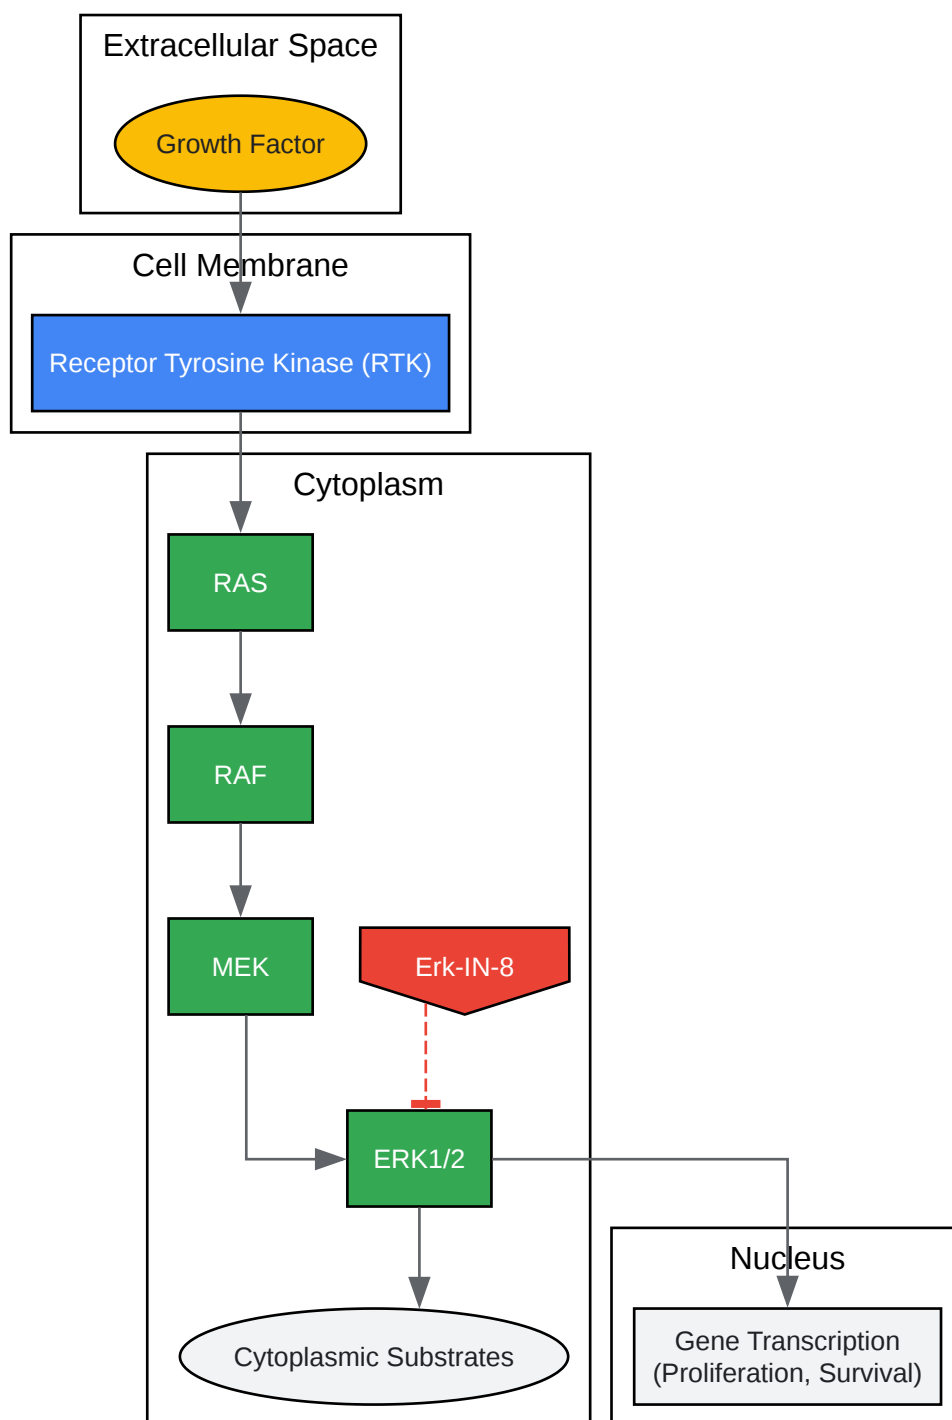 Extracellular Space
Growth Factor
Cell Membrane
Receptor Tyrosine Kinase (RTK)
Cytoplasm
RAS
RAF
MEK
Erk-IN-8
ERK1/2
Cytoplasmic Substrates
Nucleus
Gene Transcription
(Proliferation, Survival)